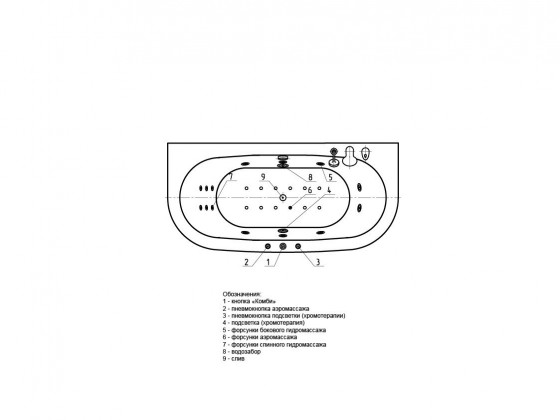 7
9
8
5
6
4
2
1
3
Обозначения:
1 - кнопка «Комби»
2 - пневмокнопка аэромассажа
3 - пневмокнопка подсветки (хромотерапии)
4 - подсветка (хромотерапия)
5 - форсунки бокового гидромассажа
6 - форсунки аэромассажа
7 - форсунки спинного гидромассажа
8 - водозабор
9 - слив